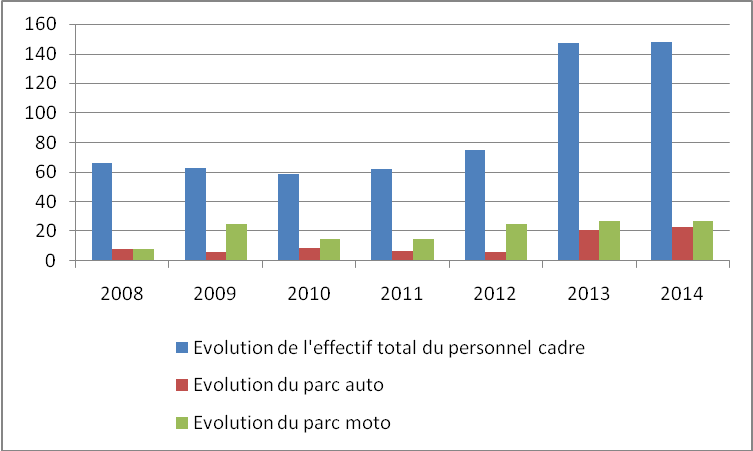 160
140
120
100
80
60
40
20
0
2008 2009 2010 2011 2012 2013 2014
Evolution de l'effectif total du personnel cadre
Evolution du parc auto
Evolution du parc moto